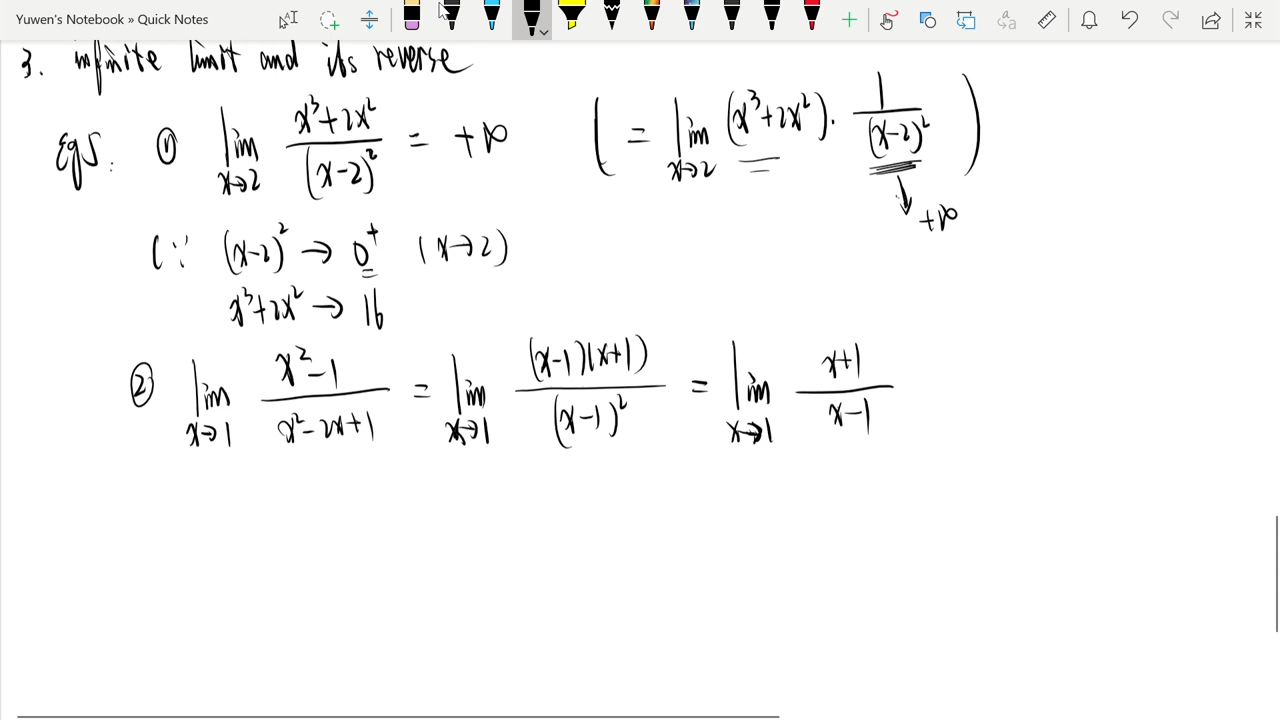 Yuwen's Notebook » Quick Notes
3. infinite limit and its reverse
Egs: ① lim x→2 (x³+2x²)/(x-2)² = +∞ ( = lim x→2 (x³+2x²) · 1/(x-2)² )
↓ +∞
(∵ (x-2)² → 0⁺ (x→2)
x³+2x² → 16
② lim x→1 (x²-1)/(x²-2x+1) = lim x→1 (x-1)(x+1)/(x-1)² = lim x→1 (x+1)/(x-1)